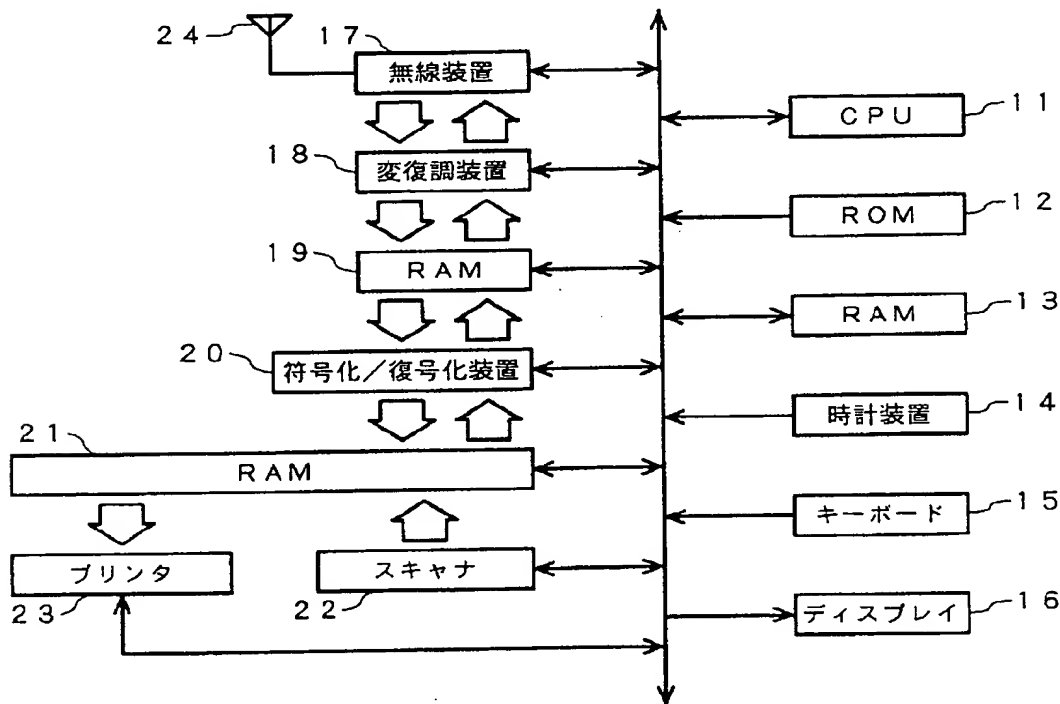 24
17
無線装置
CPU
11
18
変復調装置
ROM
12
19
RAM
RAM
13
20
符号化／復号化装置
時計装置
14
21
RAM
キーボード
15
プリンタ
スキャナ
23
22
ディスプレイ
16